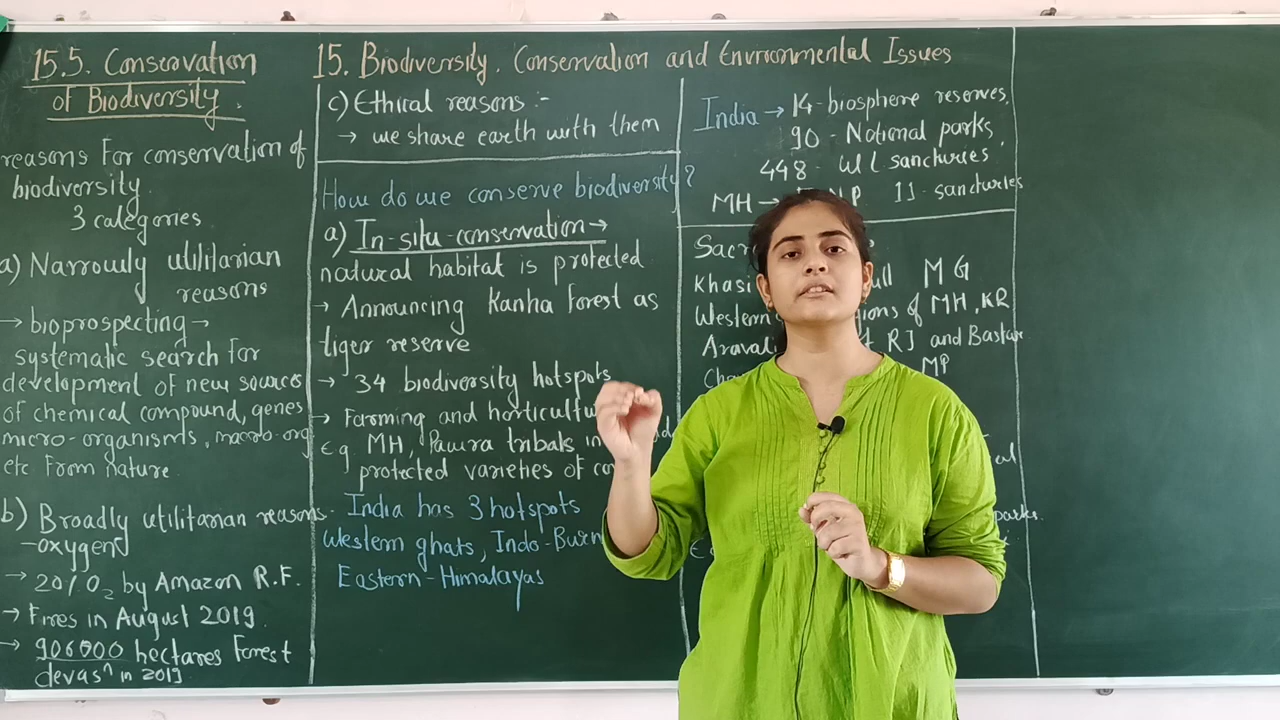 15. Biodiversity, Conservation and Environmental Issues
15.5. Conservation
of Biodiversity.
reasons For conservation of
biodiversity.
3 categories
a) Narrowly utilitarian
reasons
→ bioprospecting →
systematic search for
development of new sources
of chemical compound, genes
micro-organisms, macro-org
etc From nature.
b) Broadly utilitarian reasons.
- oxygen
→ 20% O2 by Amazon R.F.
→ Fires in August 2019.
→ 906000 hectares Forest
devasⁿ in 2019
c) Ethical reasons :-
→ we share earth with them
How do we conserve biodiversity?
a) In-situ-conservation →
natural habitat is protected
→ Announcing Kanha Forest as
tiger reserve
→ 34 biodiversity hotspots
→ Farming and horticultu
E.g. MH, Pawra tribals in
protected varieties of
India has 3 hotspots
Western ghats, Indo-Burm
Eastern-Himalayas
India → 14-biosphere reserves,
90 - National parks,
448 - W L sancturies
MH → N.P. 11-sancturies
Sacr
Khasi MG
Western of MH, KR
Aravali RJ and Bastar
MP
parks.